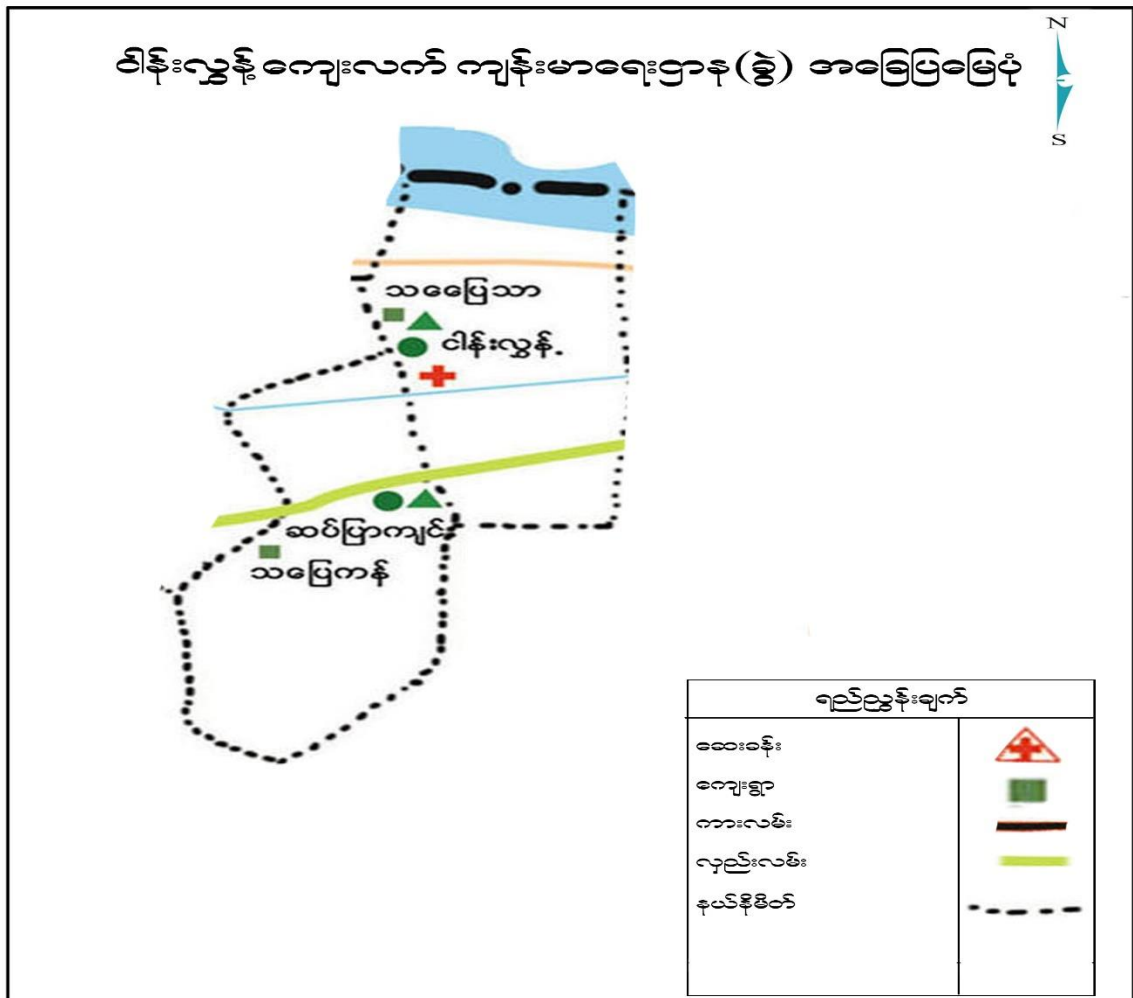 ငါန်းလွှန့် ကျေးလက် ကျန်းမာရေးဌာန(ခွဲ) အခြေပြမြေပုံ
N
S
သပြေသာ
ငါန်းလွှန့်
ဆပ်ပြာကျင်း
သပြေကန်
ရည်ညွှန်းချက်
ဆေးခန်း
ကျေးရွာ
ကားလမ်း
လှည်းလမ်း
နယ်နိမိတ်